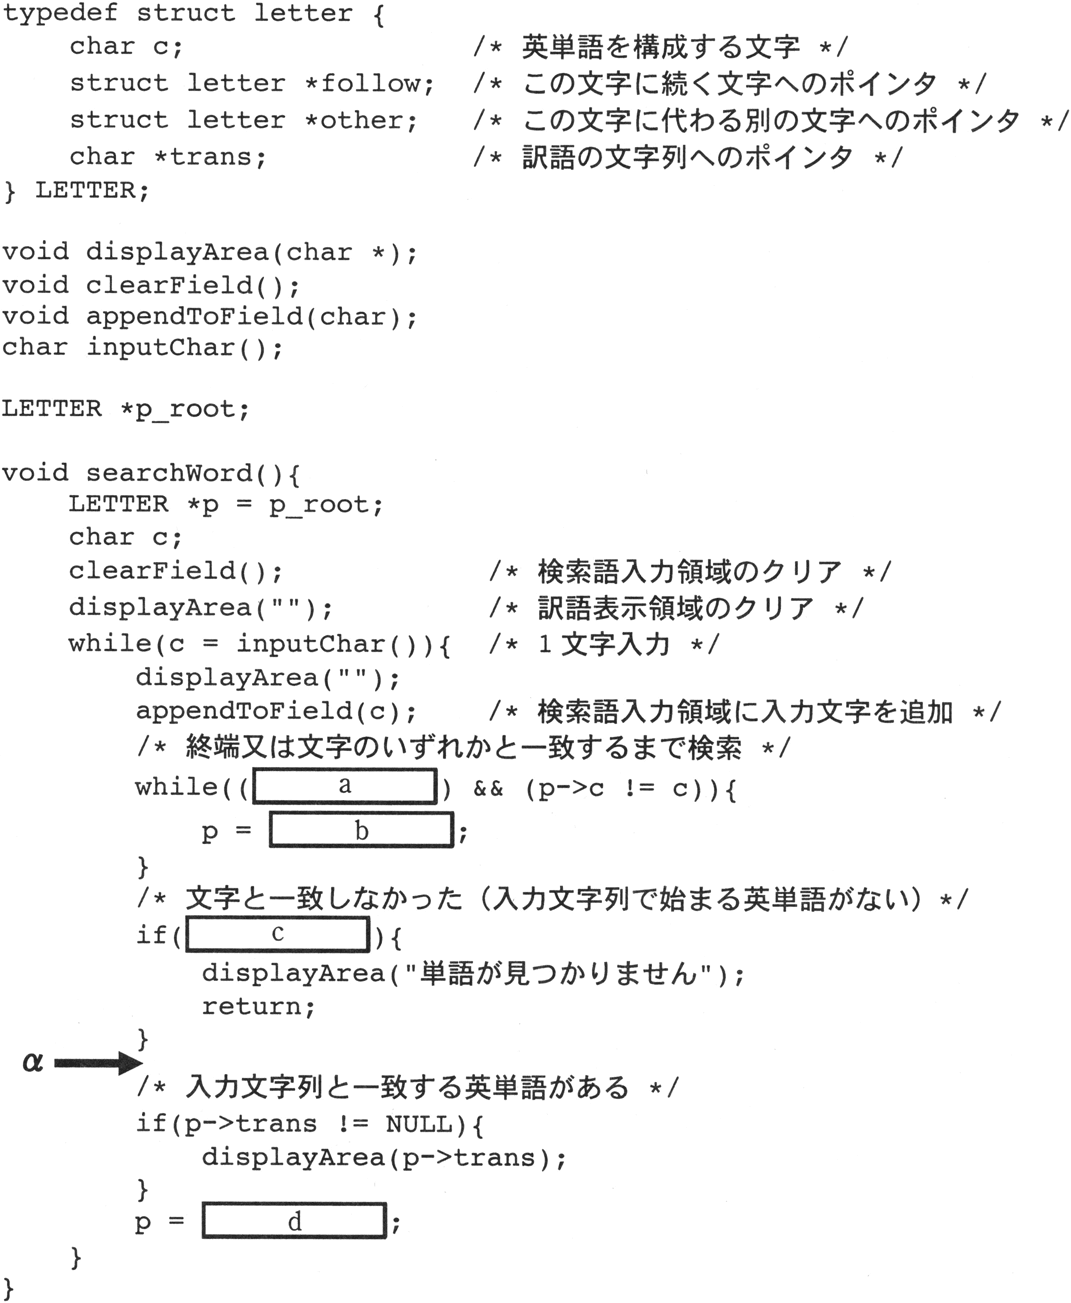 typedef struct letter {
    char c;                 /* 英単語を構成する文字 */
    struct letter *follow;  /* この文字に続く文字へのポインタ */
    struct letter *other;   /* この文字に代わる別の文字へのポインタ */
    char *trans;            /* 訳語の文字列へのポインタ */
} LETTER;

void displayArea(char *);
void clearField();
void appendToField(char);
char inputChar();

LETTER *p_root;

void searchWord(){
    LETTER *p = p_root;
    char c;
    clearField();            /* 検索語入力領域のクリア */
    displayArea("");         /* 訳語表示領域のクリア */
    while(c = inputChar()){  /* 1文字入力 */
        displayArea("");
        appendToField(c);    /* 検索語入力領域に入力文字を追加 */
        /* 終端又は文字のいずれかと一致するまで検索 */
        while(( a ) && (p->c != c)){
            p = b ;
        }
        /* 文字と一致しなかった（入力文字列で始まる英単語がない）*/
        if( c ){
            displayArea("単語が見つかりません");
            return;
        }
α
        /* 入力文字列と一致する英単語がある */
        if(p->trans != NULL){
            displayArea(p->trans);
        }
        p = d ;
    }
}